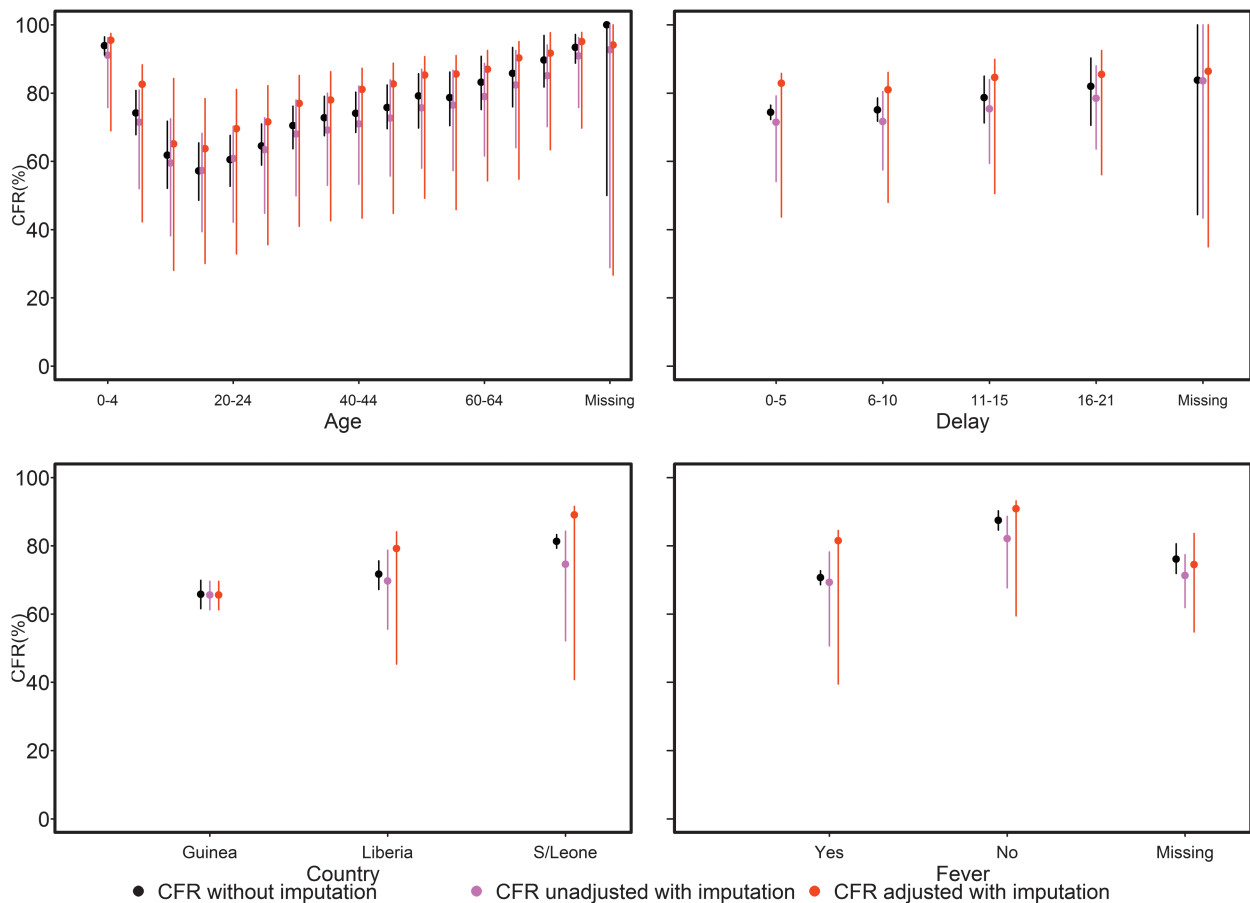 CFR(%)
100
80
60
40
20
0
0-4
20-24
40-44
60-64
Missing
Age
0-5
6-10
11-15
16-21
Missing
Delay
CFR(%)
100
80
60
40
20
0
Guinea
Liberia
S/Leone
Country
Yes
No
Missing
Fever
CFR without imputation
CFR unadjusted with imputation
CFR adjusted with imputation